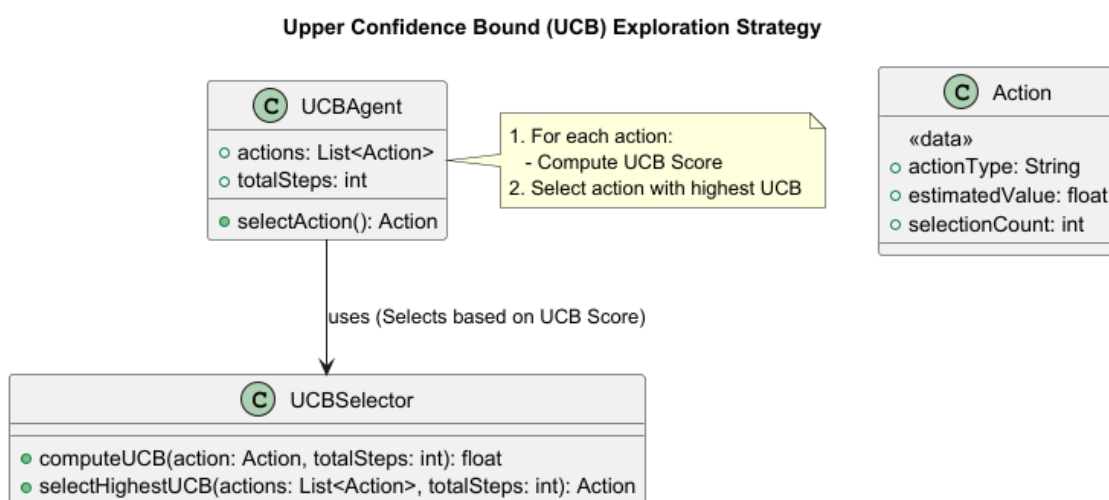 Upper Confidence Bound (UCB) Exploration Strategy
C UCBAgent
actions: List<Action>
totalSteps: int
selectAction(): Action
1. For each action:
- Compute UCB Score
2. Select action with highest UCB
C Action
«data»
actionType: String
estimatedValue: float
selectionCount: int
uses (Selects based on UCB Score)
C UCBSelector
computeUCB(action: Action, totalSteps: int): float
selectHighestUCB(actions: List<Action>, totalSteps: int): Action